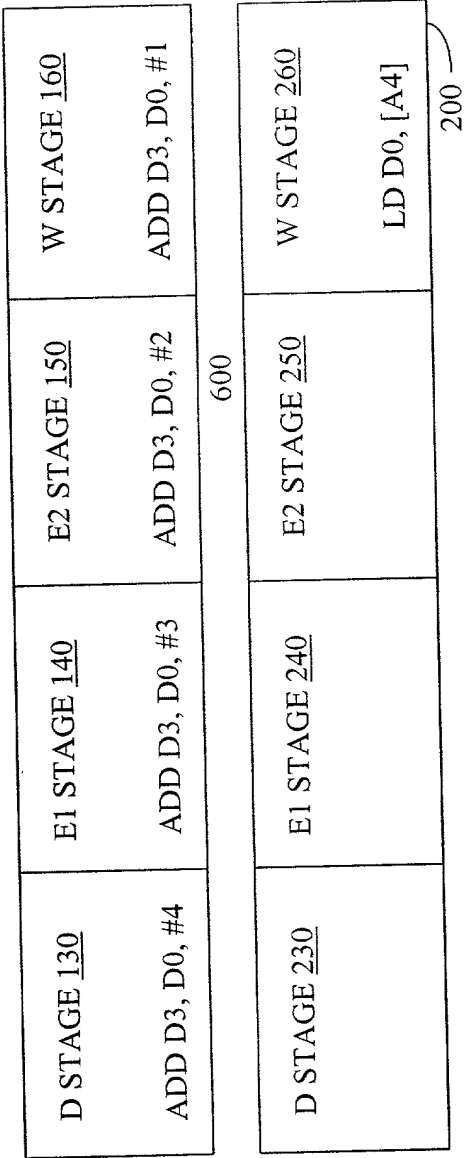 D STAGE 130
ADD D3, D0, #4
E1 STAGE 140
ADD D3, D0, #3
E2 STAGE 150
ADD D3, D0, #2
W STAGE 160
ADD D3, D0, #1
600
D STAGE 230
E1 STAGE 240
E2 STAGE 250
W STAGE 260
LD D0, [A4]
200